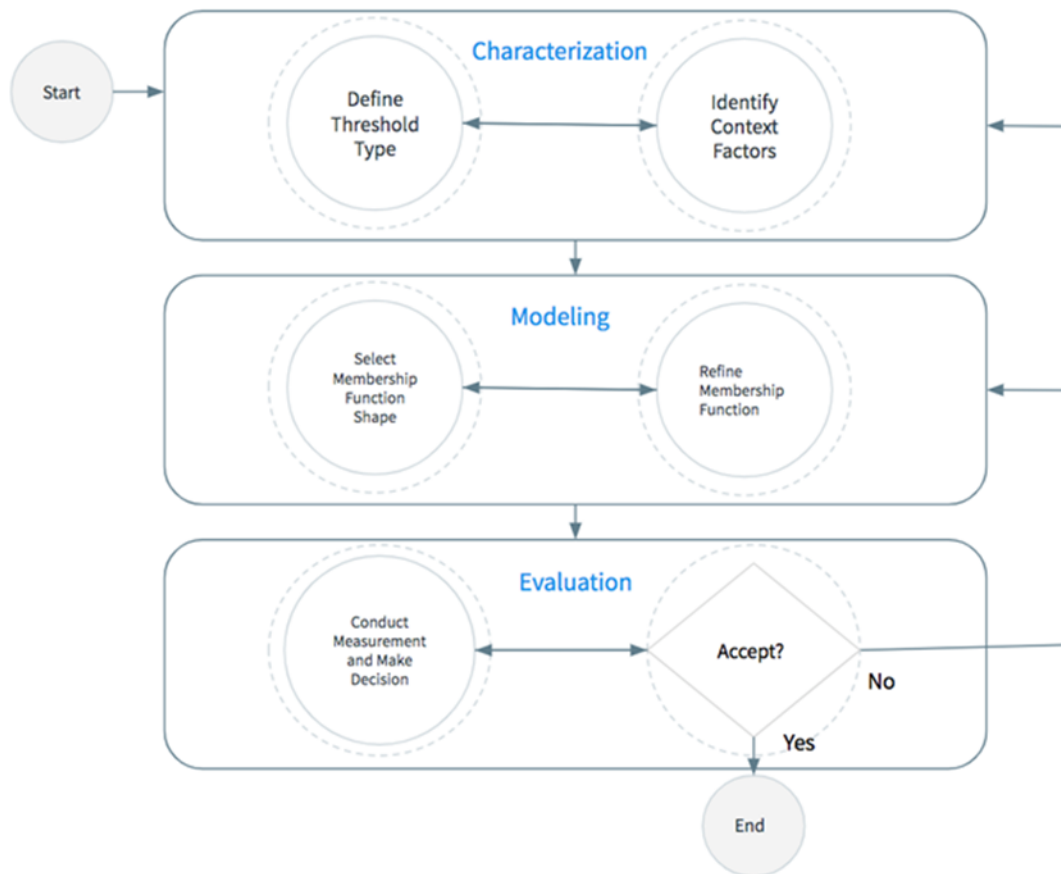 Start
Characterization
Define
Threshold
Type
Identify
Context
Factors
Modeling
Select
Membership
Function
Shape
Refine
Membership
Function
Evaluation
Conduct
Measurement
and Make
Decision
Accept?
No
Yes
End